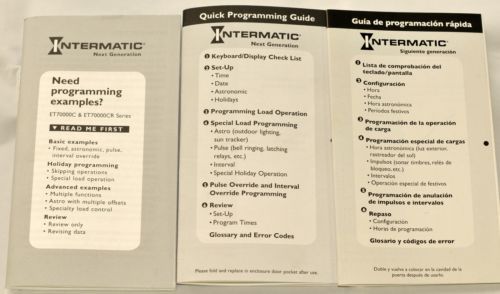 INTERMATIC®
Next Generation
Need
programming
examples?
ET70000C & ET70000CR Series
▼ READ ME FIRST
Basic examples
• Fixed, astronomic, pulse,
interval override
Holiday programming
• Skipping operations
• Special load operation
Advanced examples
• Multiple functions
• Astro with multiple offsets
• Specialty load control
Review
• Review only
• Revising data
Quick Programming Guide
INTERMATIC®
Next Generation
1 Keyboard/Display Check List
2 Set-Up
• Time
• Date
• Astronomic
• Holidays
3 Programming Load Operation
4 Special Load Programming
• Astro (outdoor lighting,
sun tracker)
• Pulse (bell ringing, latching
relays, etc.)
• Interval
• Special Holiday Operation
5 Pulse Override and Interval
Override Programming
6 Review
• Set-Up
• Program Times
Glossary and Error Codes
Please fold and replace in enclosure door pocket after use.
Guía de programación rápida
INTERMATIC®
Siguiente generación
1 Lista de comprobación del
teclado/pantalla
2 Configuración
• Hora
• Fecha
• Hora astronómica
• Períodos festivos
3 Programación de la operación
de carga
4 Programación especial de cargas
• Hora astronómica (luz exterior,
rastreador del sol)
• Impulsos (sonar timbres, relés de
bloqueo, etc.)
• Intervalos
• Operación especial de festivos
5 Programación de anulación
de impulsos e intervalos
6 Repaso
• Configuración
• Horas de programación
Glosario y códigos de error
Doble y vuelva a colocar en la cavidad de la
puerta después de usarlo.